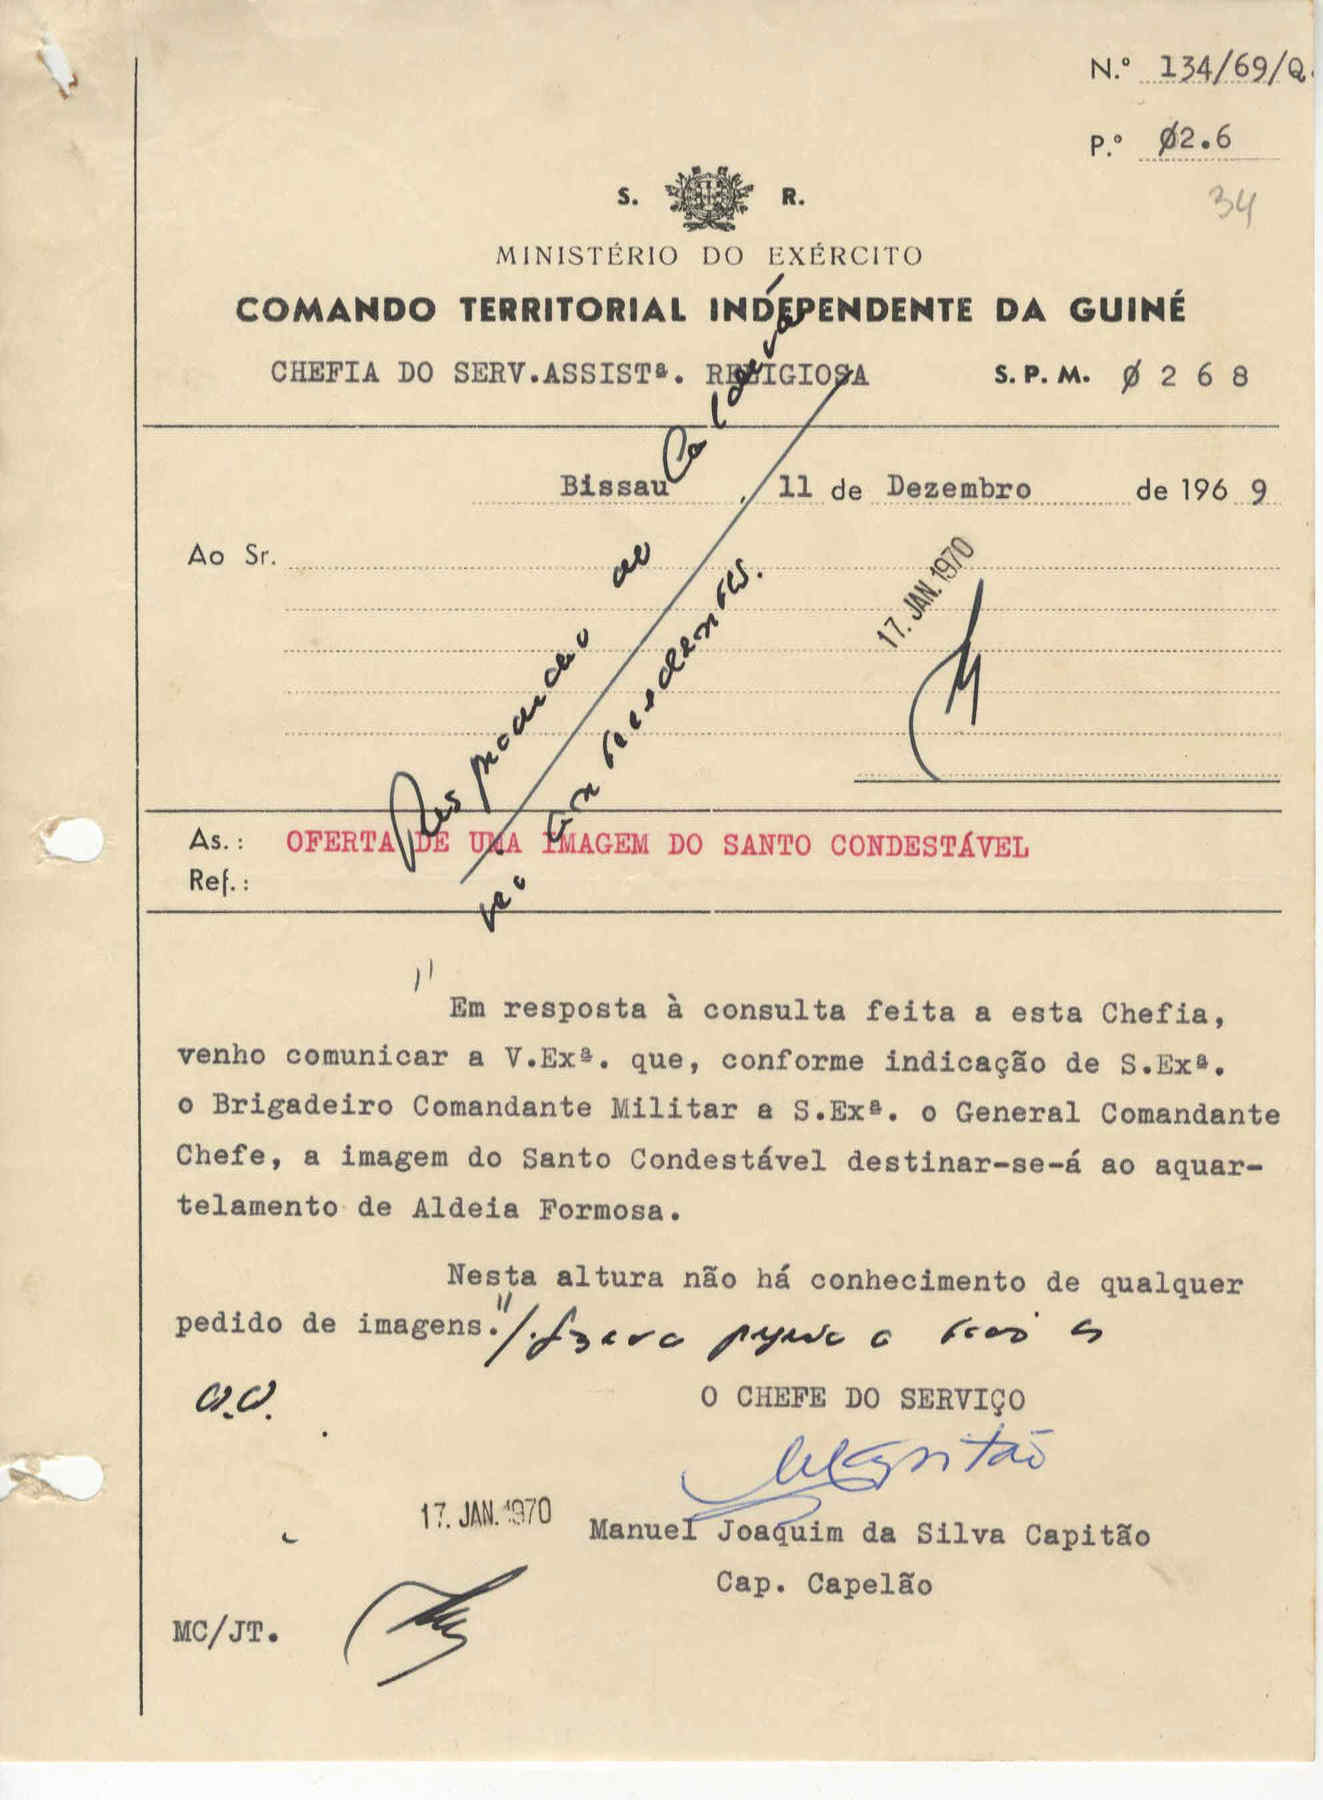 N.º 134/69/Q.
P.º Ø2.6
34
S. R.
MINISTÉRIO DO EXÉRCITO
COMANDO TERRITORIAL INDEPENDENTE DA GUINÉ
CHEFIA DO SERV.ASSISTª. RELIGIOSA S.P.M. Ø 2 6 8
Bissau, 11 de Dezembro de 196 9
Ao Sr.
17. JAN. 1970
As.: OFERTA DE UMA IMAGEM DO SANTO CONDESTÁVEL
Ref.:
" Em resposta à consulta feita a esta Chefia,
venho comunicar a V.Exª. que, conforme indicação de S.Exª.
o Brigadeiro Comandante Militar a S.Exª. o General Comandante
Chefe, a imagem do Santo Condestável destinar-se-á ao aquar-
telamento de Aldeia Formosa.
Nesta altura não há conhecimento de qualquer
pedido de imagens."/.
O CHEFE DO SERVIÇO
Capitão
17. JAN. 1970
Manuel Joaquim da Silva Capitão
Cap. Capelão
MC/JT.